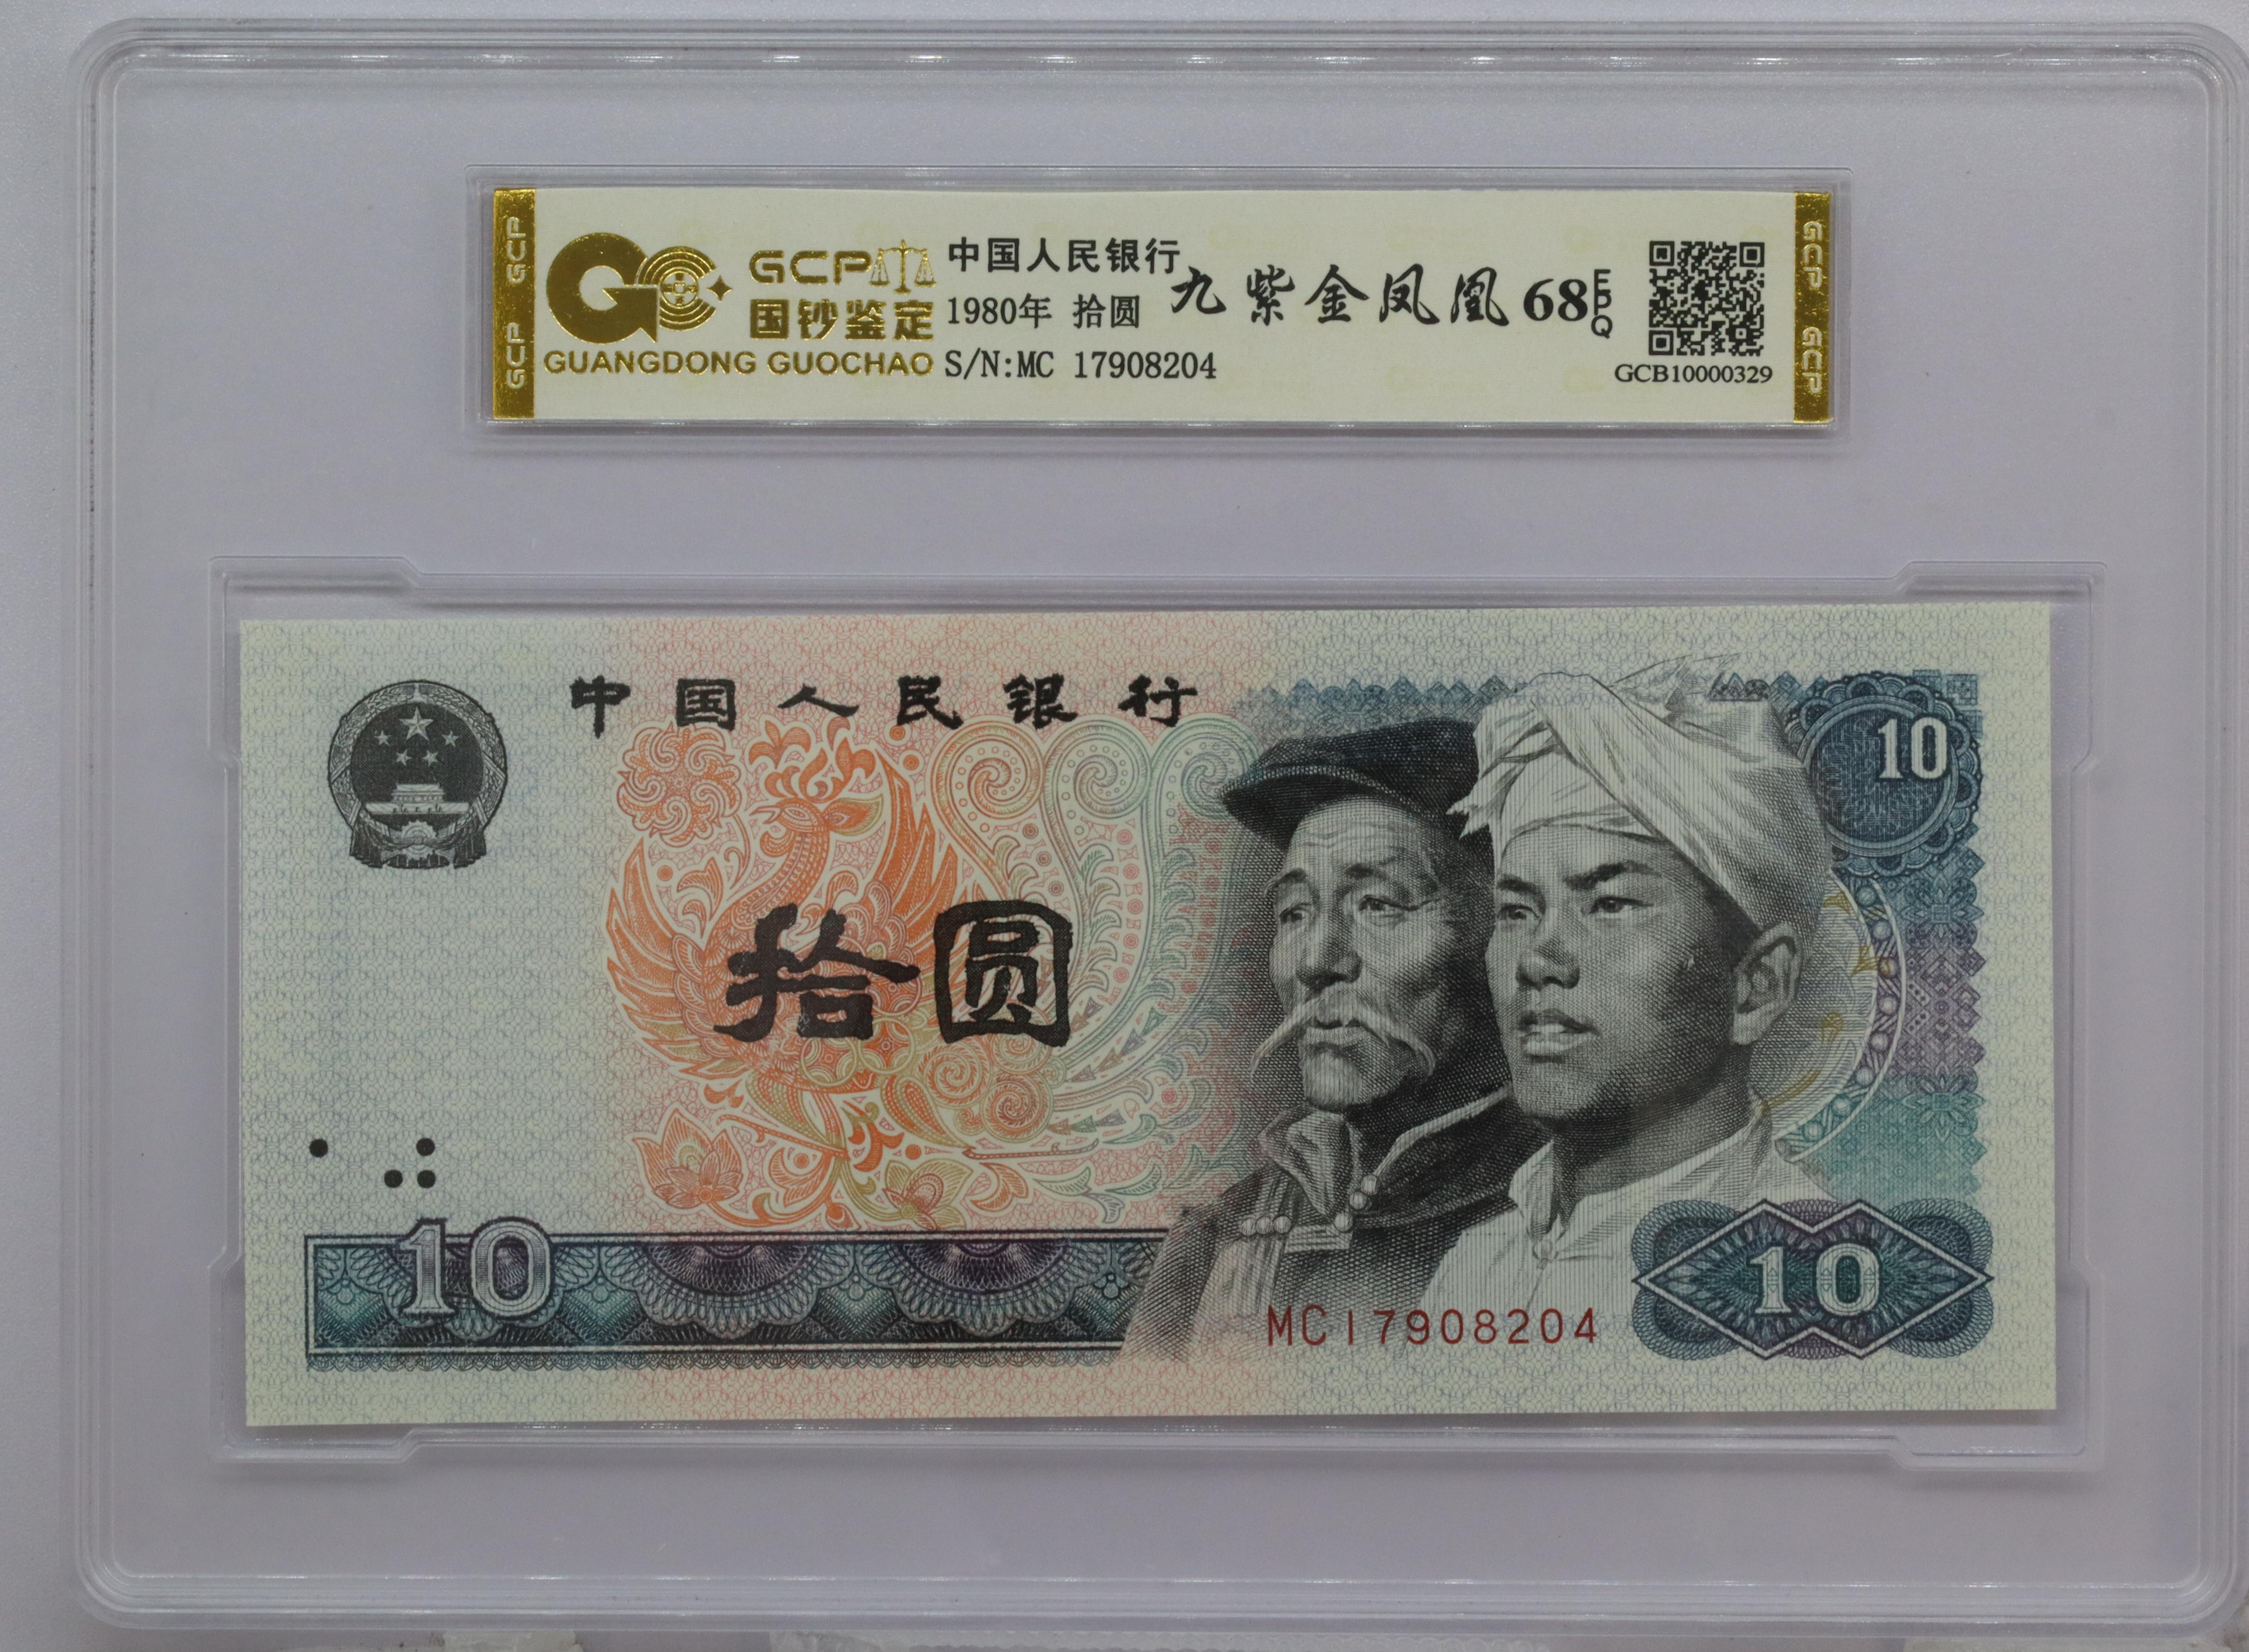 GCP GCP
GCP
国钞鉴定
GUANGDONG GUOCHAO
中国人民银行
1980年 拾圆
S/N:MC 17908204
九紫金凤凰 68 EPQ
GCB10000329
GCP GCP
中国人民银行
10
拾圆
10
MC17908204
10